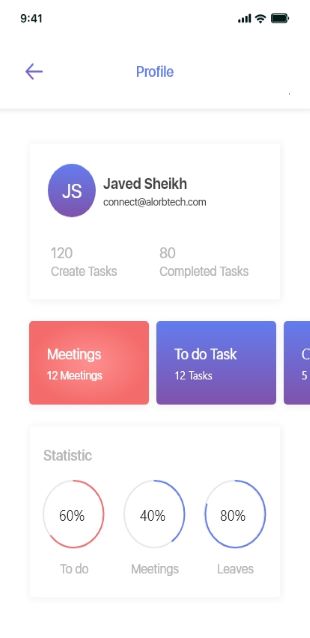 9:41
Profile
JS
Javed Sheikh
connect@alorbtech.com
120
80
Create Tasks
Completed Tasks
Meetings
To do Task
C
12 Meetings
12 Tasks
5
Statistic
60%
40%
80%
To do
Meetings
Leaves